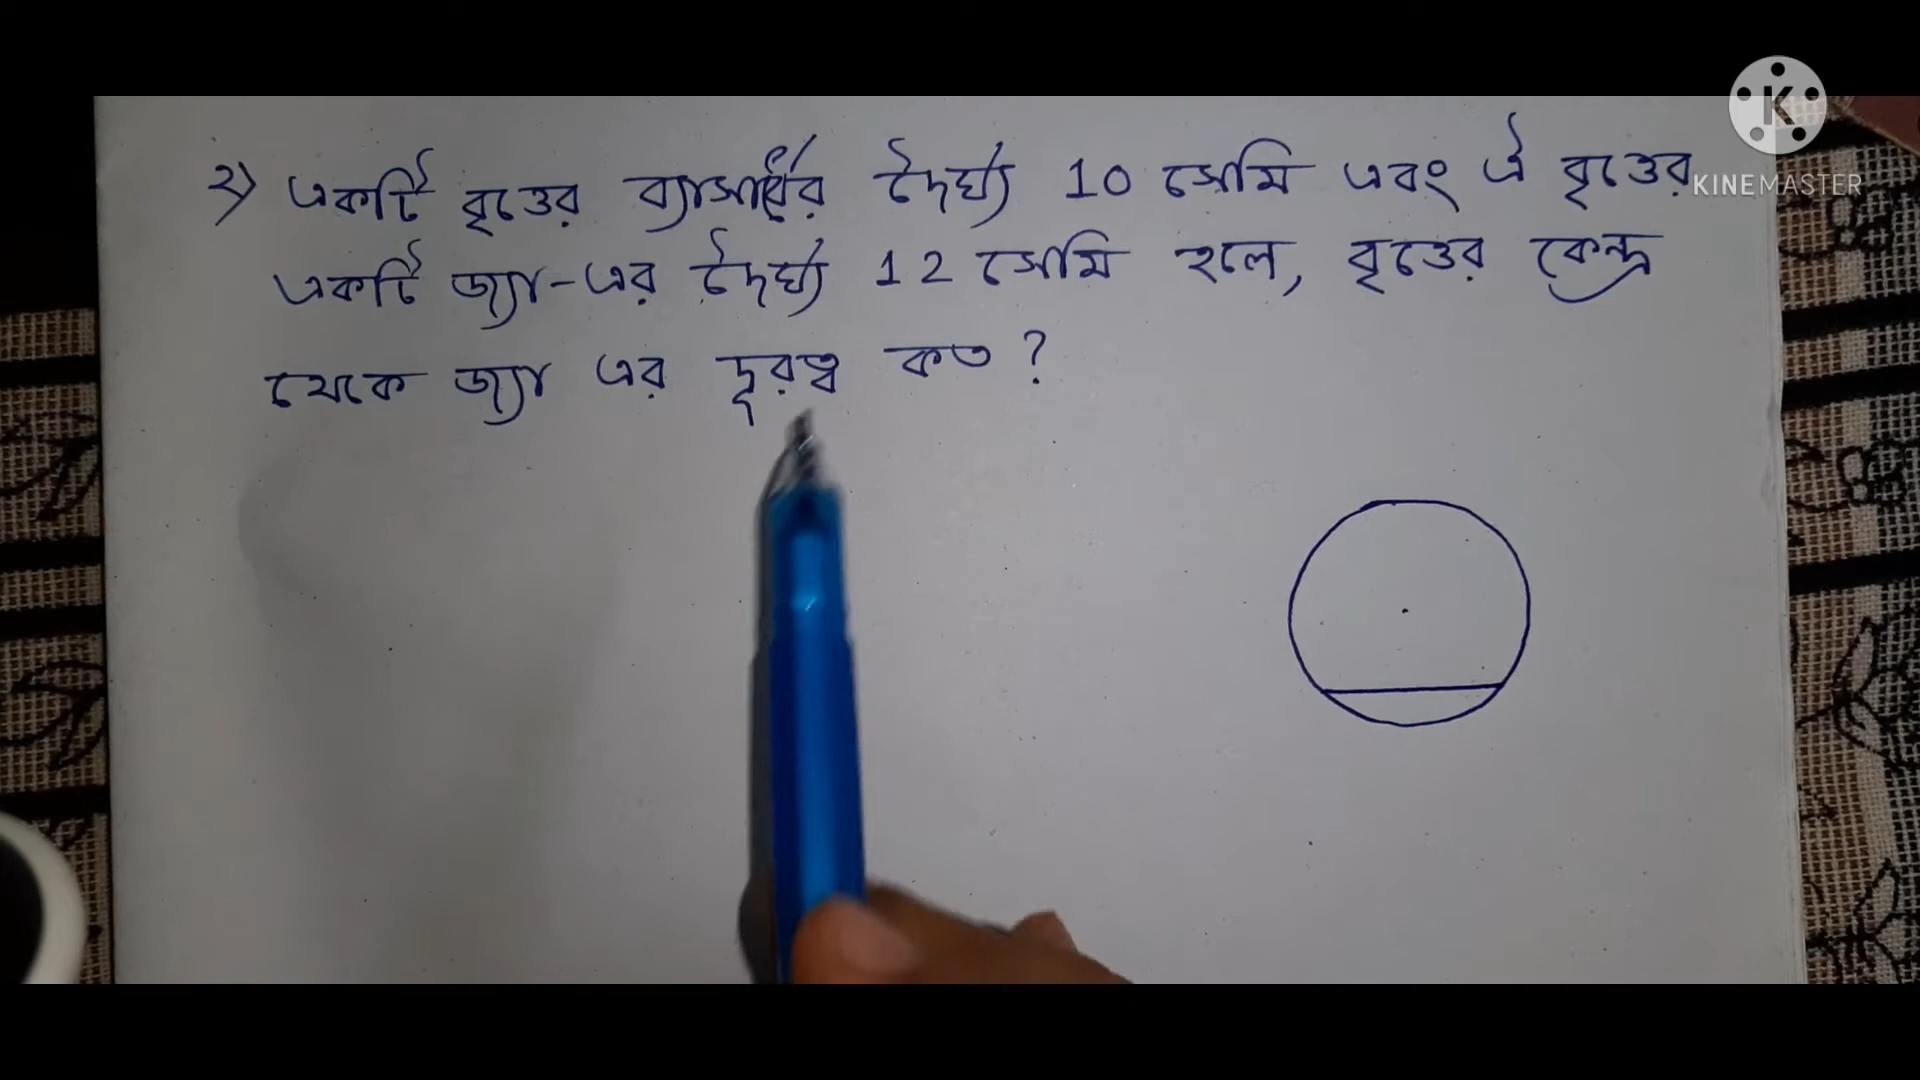 ২) একটি বৃত্তের ব্যাসার্ধের দৈর্ঘ্য 10 সেমি এবং ঐ বৃত্তের
একটি জ্যা-এর দৈর্ঘ্য 12 সেমি হলে, বৃত্তের কেন্দ্র
থেকে জ্যা এর দূরত্ব কত?
K
KINEMASTER